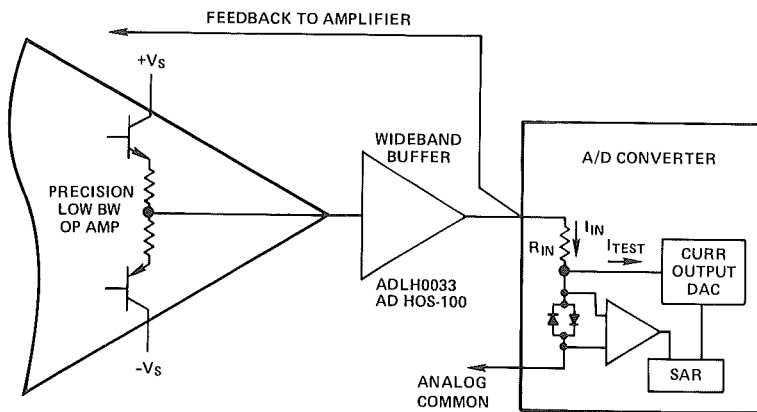 FEEDBACK TO AMPLIFIER
+VS
WIDEBAND
BUFFER
A/D CONVERTER
PRECISION
LOW BW
OP AMP
IIN
RIN
ITEST
CURR
OUTPUT
DAC
ADLH0033
AD HOS-100
-VS
ANALOG
COMMON
SAR